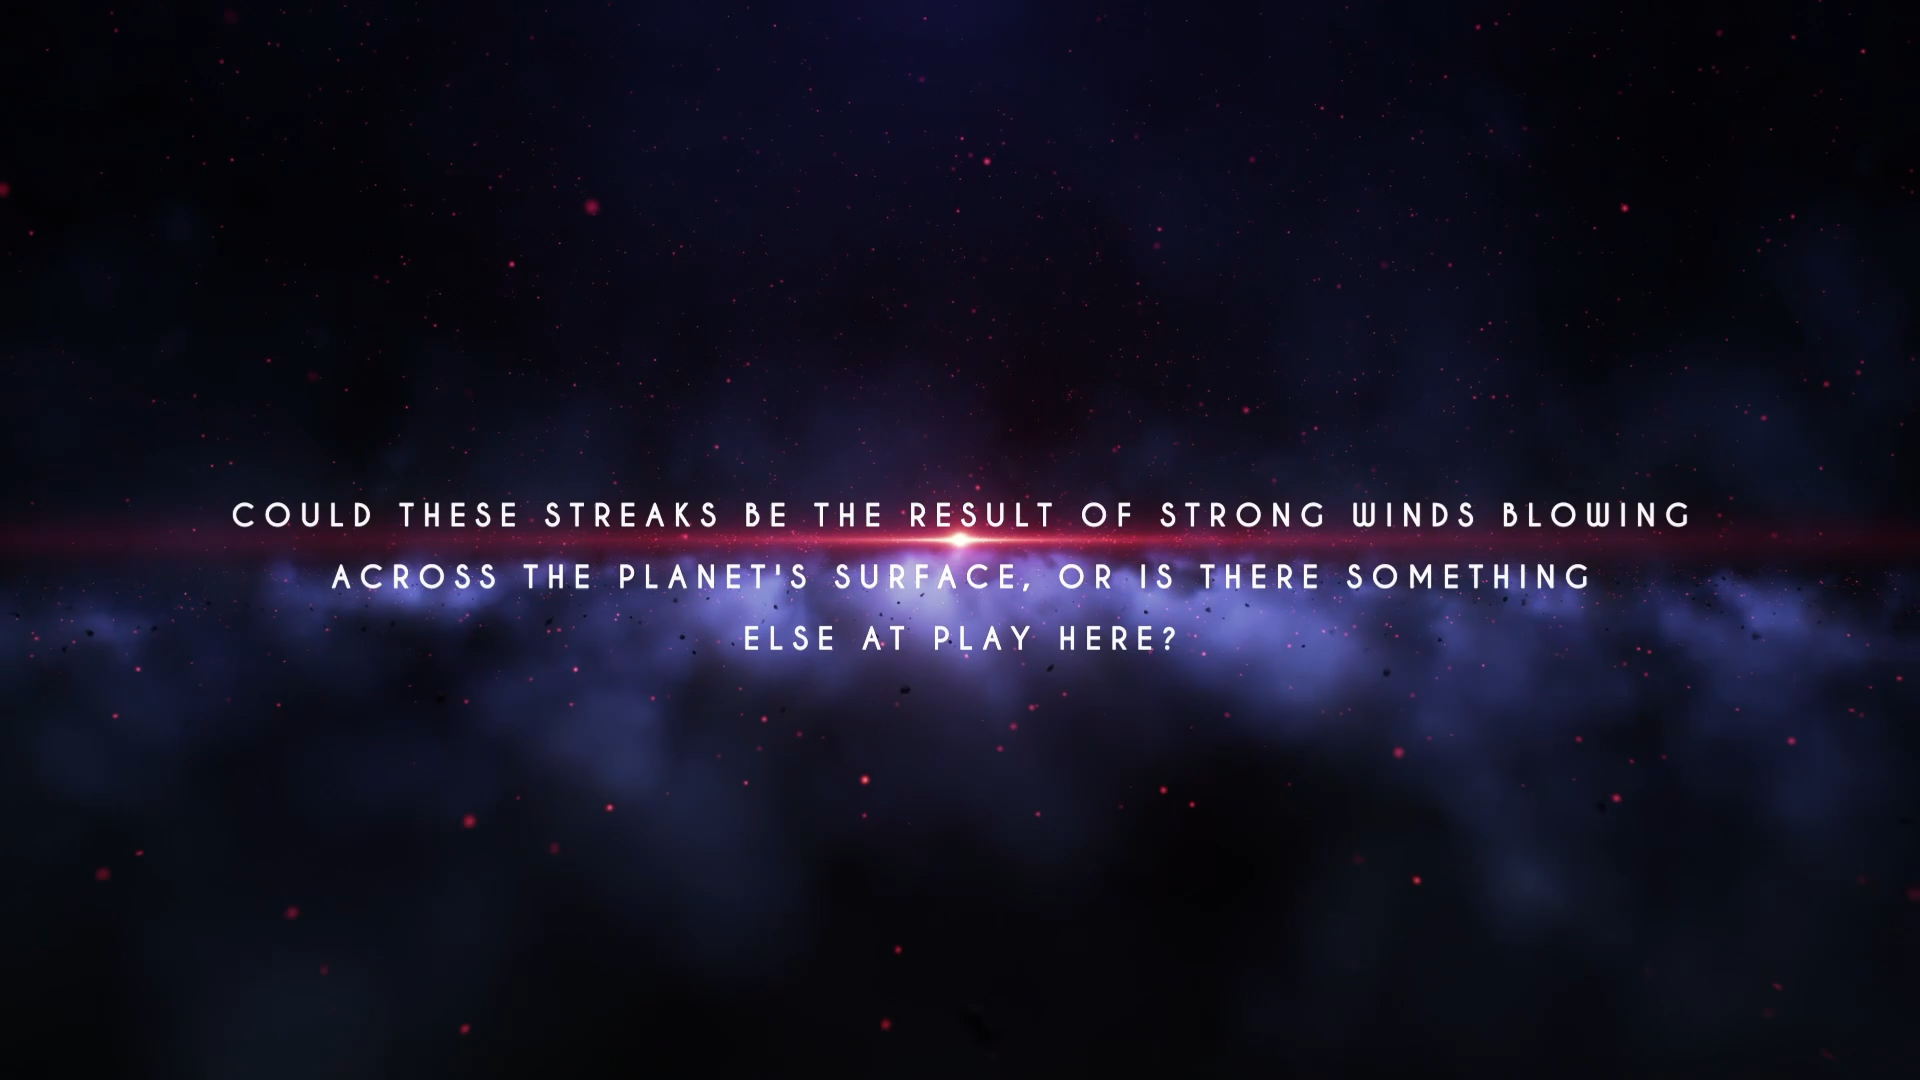 COULD THESE STREAKS BE THE RESULT OF STRONG WINDS BLOWING
ACROSS THE PLANET'S SURFACE, OR IS THERE SOMETHING
ELSE AT PLAY HERE?